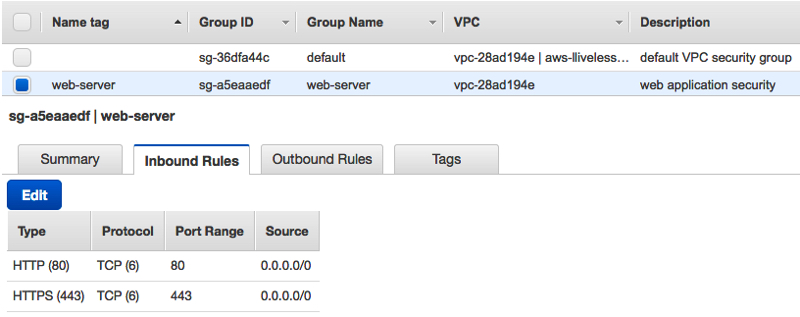 Name tag Group ID Group Name VPC Description
sg-36dfa44c default vpc-28ad194e | aws-lliveless… default VPC security group
web-server sg-a5eaaedf web-server vpc-28ad194e web application security
sg-a5eaaedf | web-server
Summary Inbound Rules Outbound Rules Tags
Edit
Type Protocol Port Range Source
HTTP (80) TCP (6) 80 0.0.0.0/0
HTTPS (443) TCP (6) 443 0.0.0.0/0